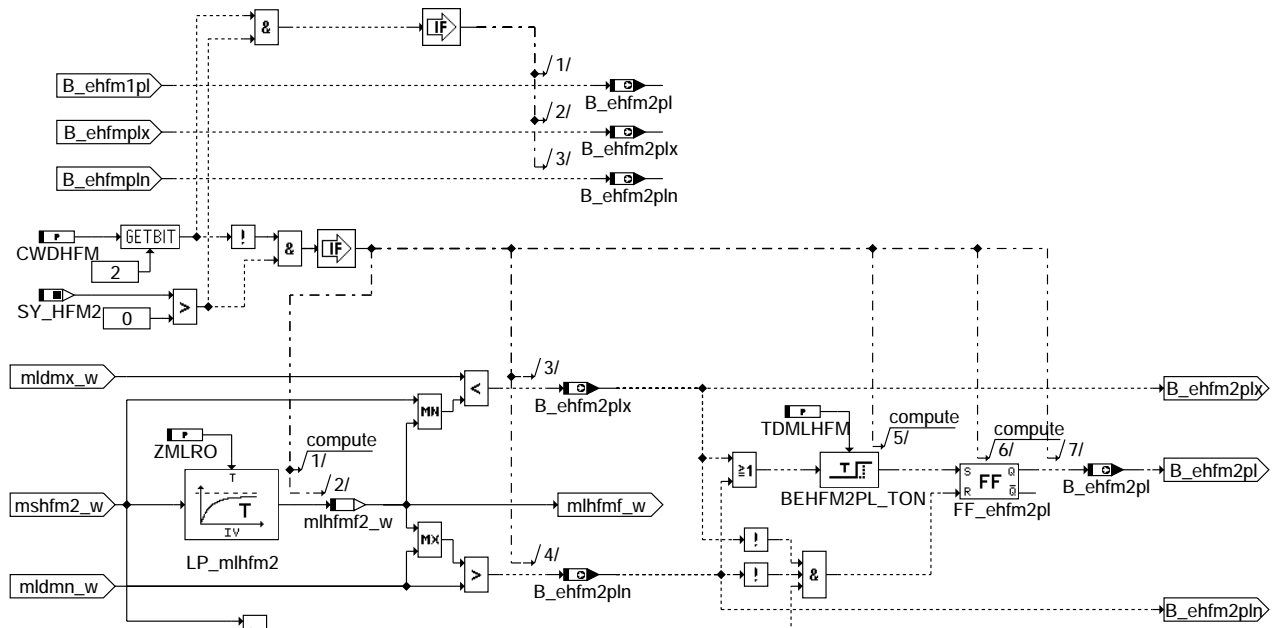 &
IF
1/
B_ehfm1pl
B_ehfm2pl
2/
B_ehfmplx
B_ehfm2plx
3/
B_ehfmpln
B_ehfm2pln
P
GETBIT
!
&
IF
CWDHFM
2
SY_HFM2
>
0
mldmx_w
<
3/
B_ehfm2plx
B_ehfm2plx
MN
P
ZMLRO
compute
1/
P
TDMLHFM
compute
5/
compute
6/
7/
T
T
IV
2/
≥1
T
BEHFM2PL_TON
S Q
FF
R Q
FF_ehfm2pl
B_ehfm2pl
B_ehfm2pl
mshfm2_w
mlhfmf2_w
mlhfmf_w
LP_mlhfm2
MX
!
4/
mldmn_w
>
B_ehfm2pln
!
&
B_ehfm2pln